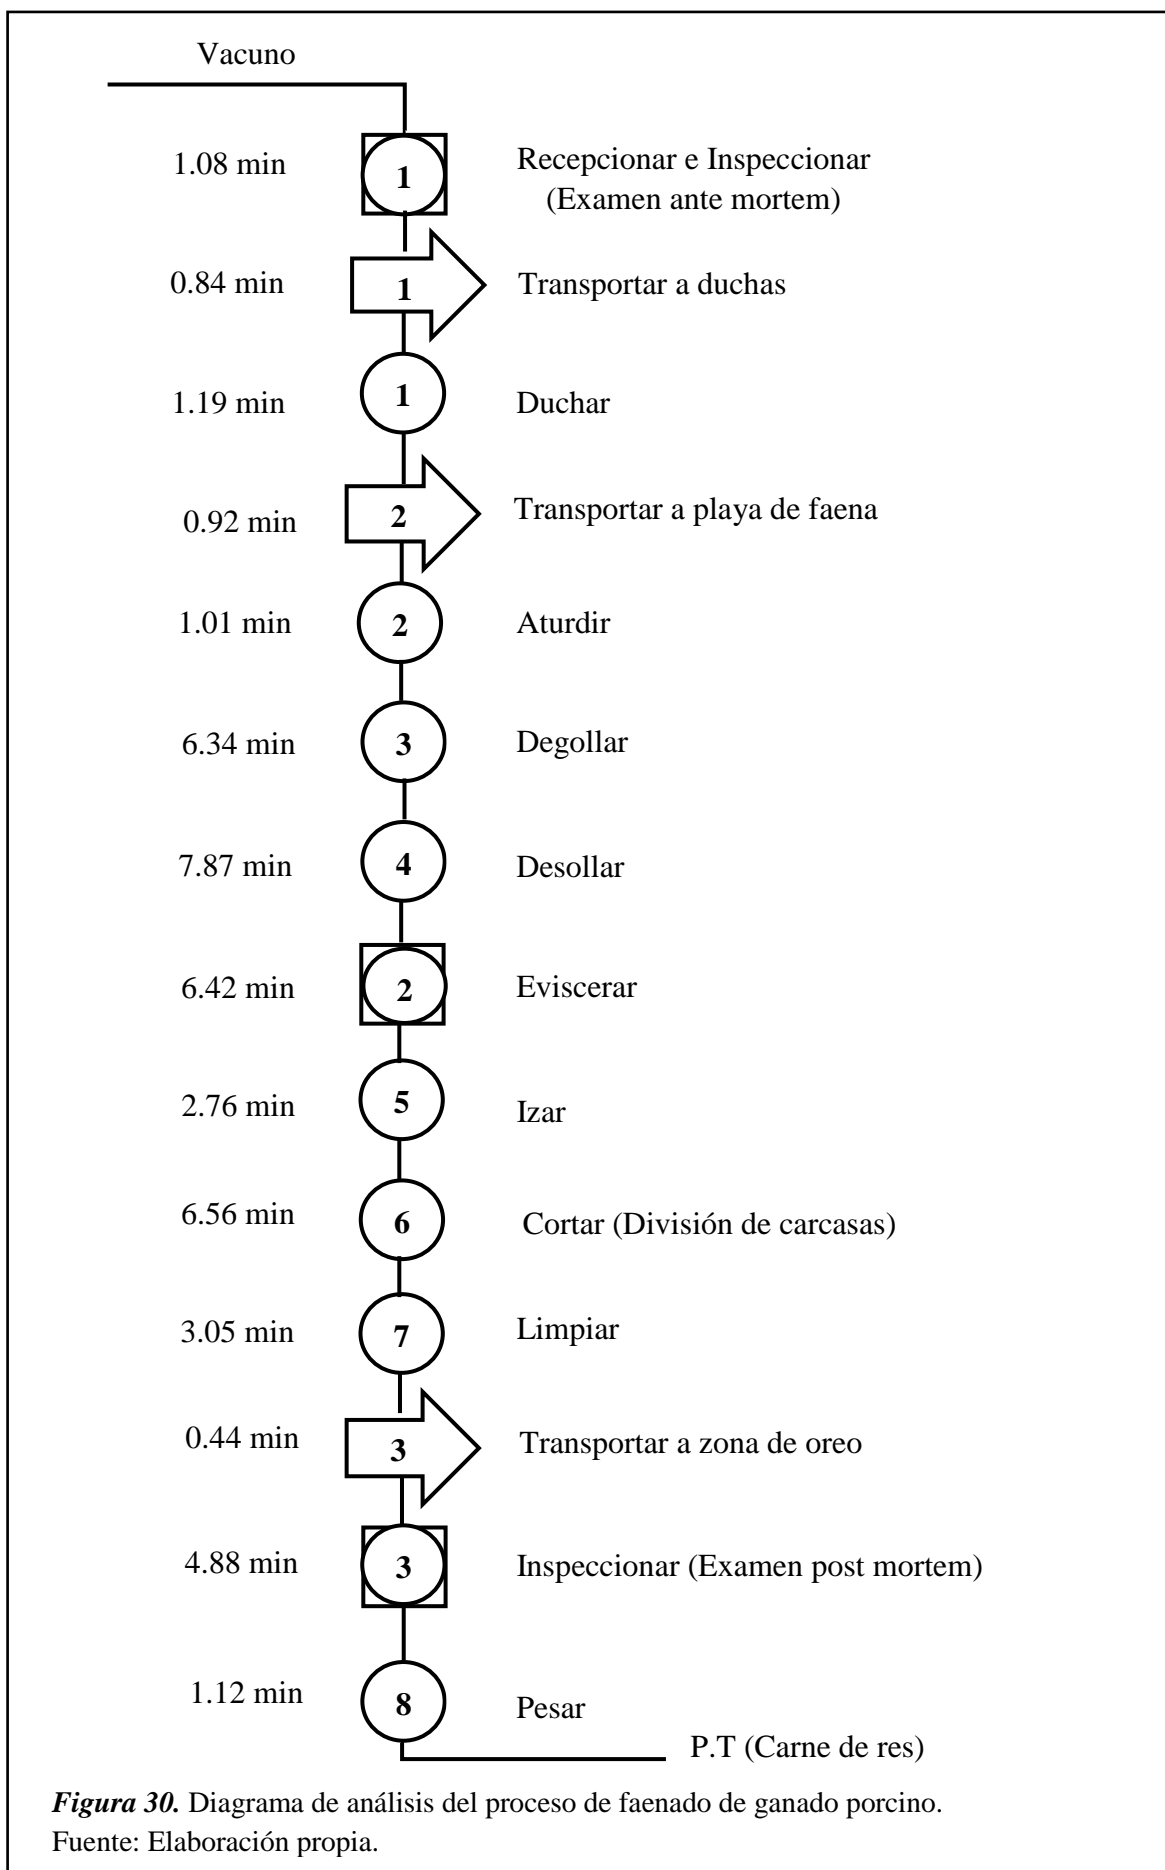 Vacuno
1.08 min 1 Recepcionar e Inspeccionar
(Examen ante mortem)
0.84 min 1 Transportar a duchas
1.19 min 1 Duchar
0.92 min 2 Transportar a playa de faena
1.01 min 2 Aturdir
6.34 min 3 Degollar
7.87 min 4 Desollar
6.42 min 2 Eviscerar
2.76 min 5 Izar
6.56 min 6 Cortar (División de carcasas)
3.05 min 7 Limpiar
0.44 min 3 Transportar a zona de oreo
4.88 min 3 Inspeccionar (Examen post mortem)
1.12 min 8 Pesar
P.T (Carne de res)
Figura 30. Diagrama de análisis del proceso de faenado de ganado porcino.
Fuente: Elaboración propia.